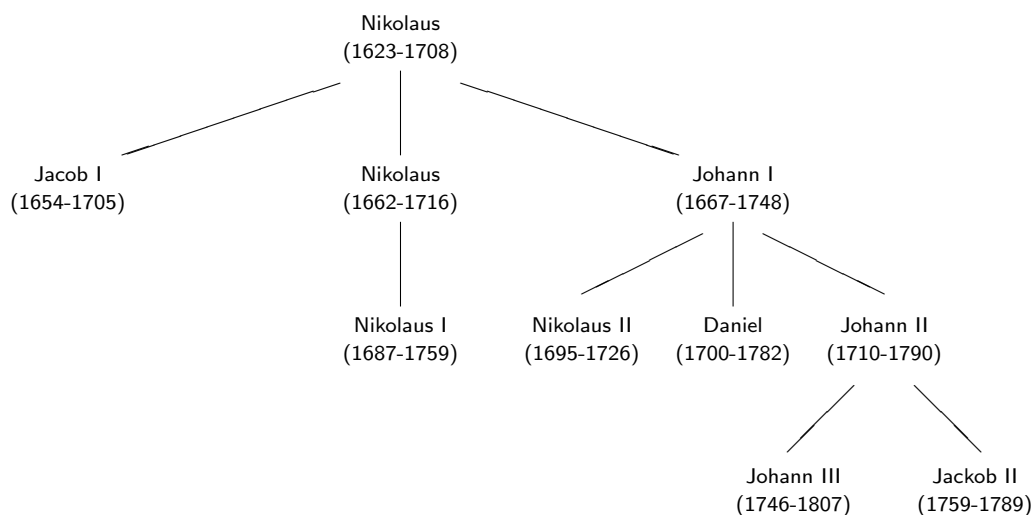 Nikolaus
(1623-1708)
Jacob I
(1654-1705)
Nikolaus
(1662-1716)
Johann I
(1667-1748)
Nikolaus I
(1687-1759)
Nikolaus II
(1695-1726)
Daniel
(1700-1782)
Johann II
(1710-1790)
Johann III
(1746-1807)
Jackob II
(1759-1789)